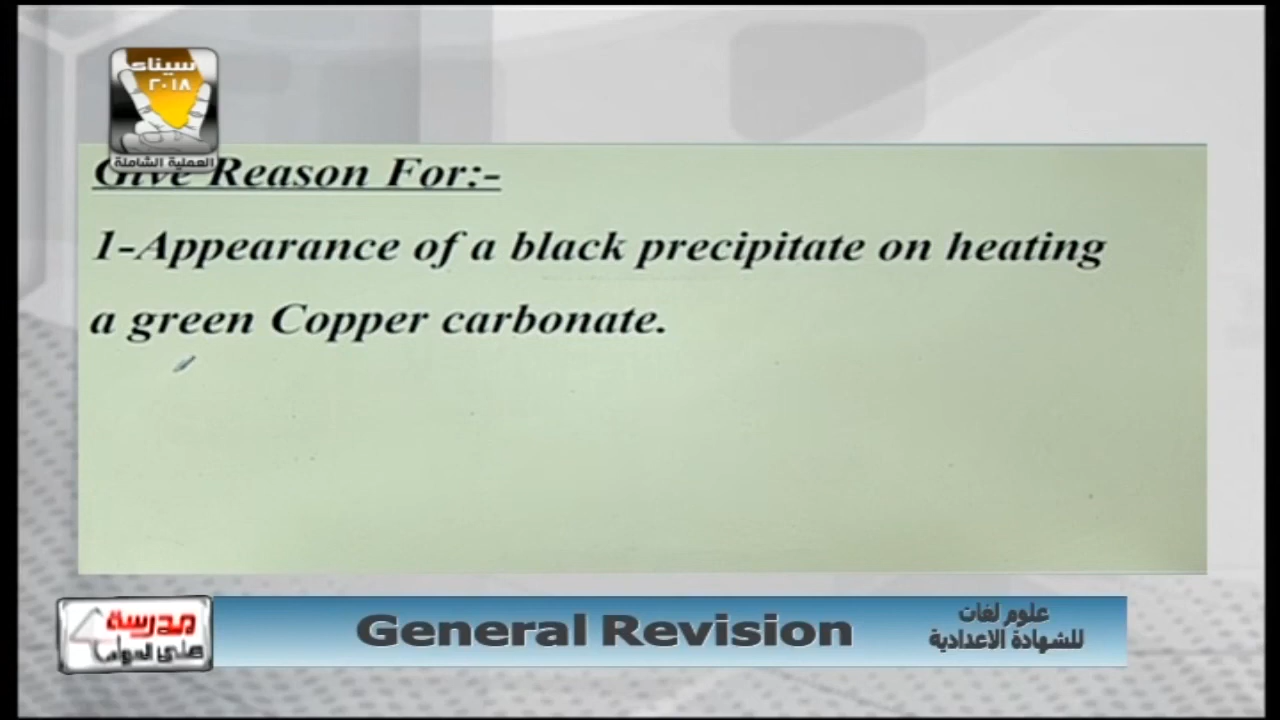 سيناء
٢٠١٨
العملية الشاملة
Give Reason For:-
1-Appearance of a black precipitate on heating
a green Copper carbonate.
مدرسة
على الهواء
General Revision
علوم لغات
للشهادة الاعدادية